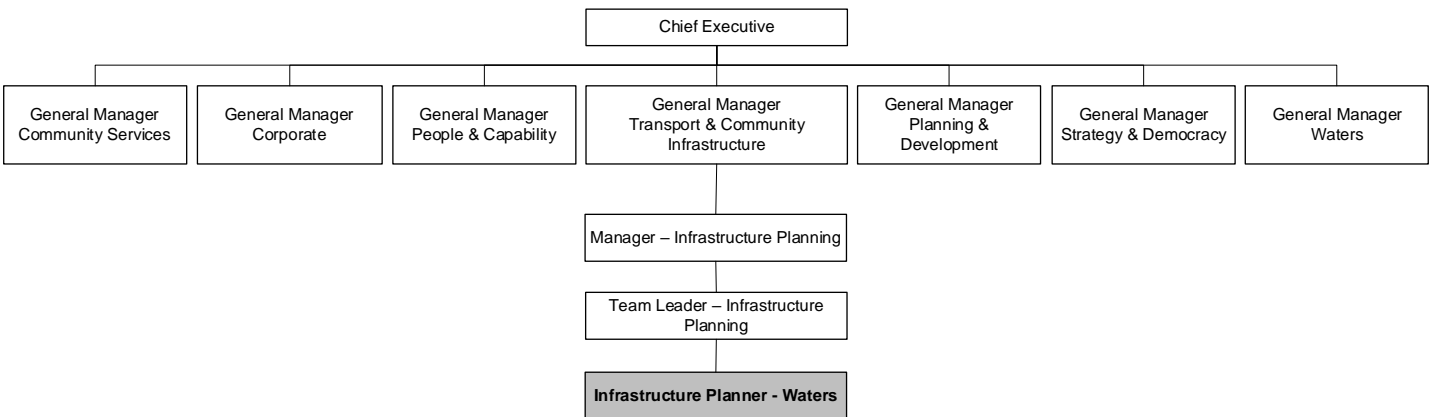 Chief Executive
General Manager
Community Services
General Manager
Corporate
General Manager
People & Capability
General Manager
Transport & Community
Infrastructure
General Manager
Planning &
Development
General Manager
Strategy & Democracy
General Manager
Waters
Manager – Infrastructure Planning
Team Leader – Infrastructure
Planning
Infrastructure Planner - Waters